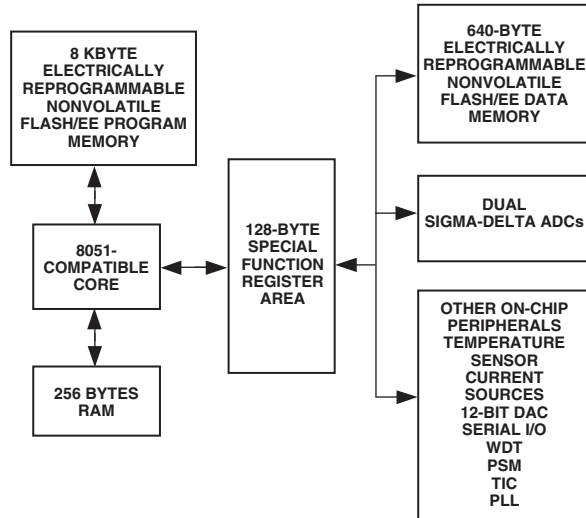 8 KBYTE
ELECTRICALLY
REPROGRAMMABLE
NONVOLATILE
FLASH/EE PROGRAM
MEMORY
8051-
COMPATIBLE
CORE
256 BYTES
RAM
128-BYTE
SPECIAL
FUNCTION
REGISTER
AREA
640-BYTE
ELECTRICALLY
REPROGRAMMABLE
NONVOLATILE
FLASH/EE DATA
MEMORY
DUAL
SIGMA-DELTA ADCs
OTHER ON-CHIP
PERIPHERALS
TEMPERATURE
SENSOR
CURRENT
SOURCES
12-BIT DAC
SERIAL I/O
WDT
PSM
TIC
PLL